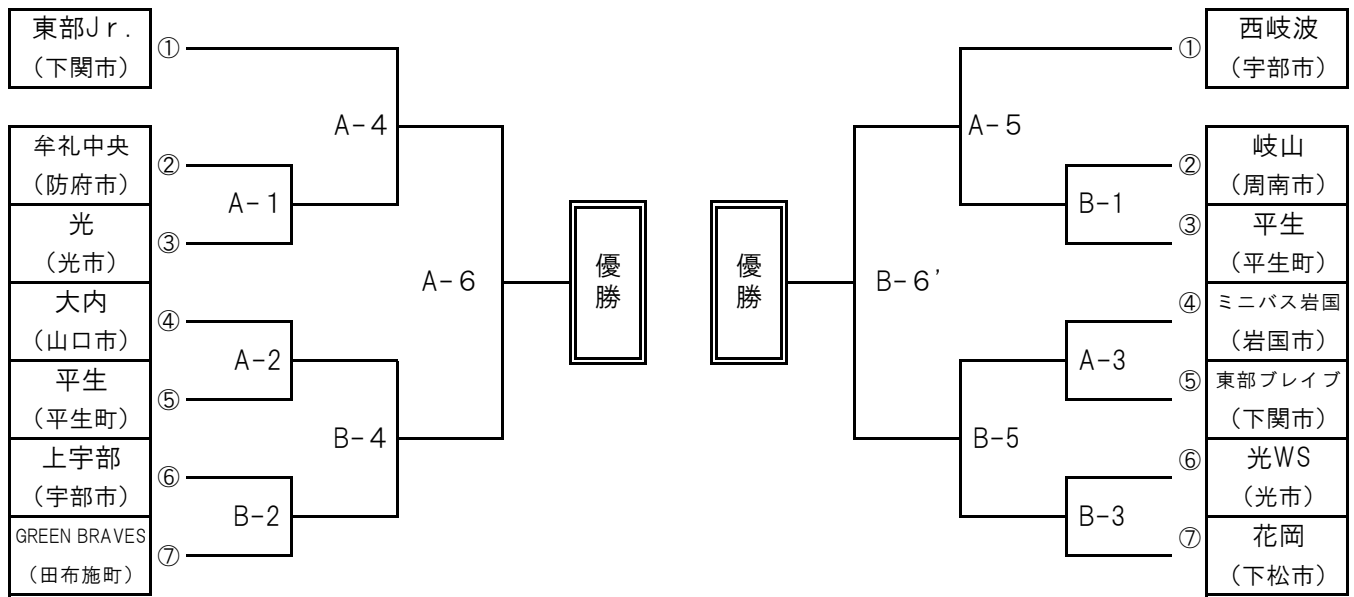 東部Jr.
(下関市)
①
牟礼中央
(防府市)
②
光
(光市)
③
大内
(山口市)
④
平生
(平生町)
⑤
上宇部
(宇部市)
⑥
GREEN BRAVES
(田布施町)
⑦
A-1
A-2
B-2
A-4
B-4
A-6
優勝
優勝
B-6'
A-5
B-5
B-1
A-3
B-3
①
西岐波
(宇部市)
②
岐山
(周南市)
③
平生
(平生町)
④
ミニバス岩国
(岩国市)
⑤
東部ブレイブ
(下関市)
⑥
光WS
(光市)
⑦
花岡
(下松市)